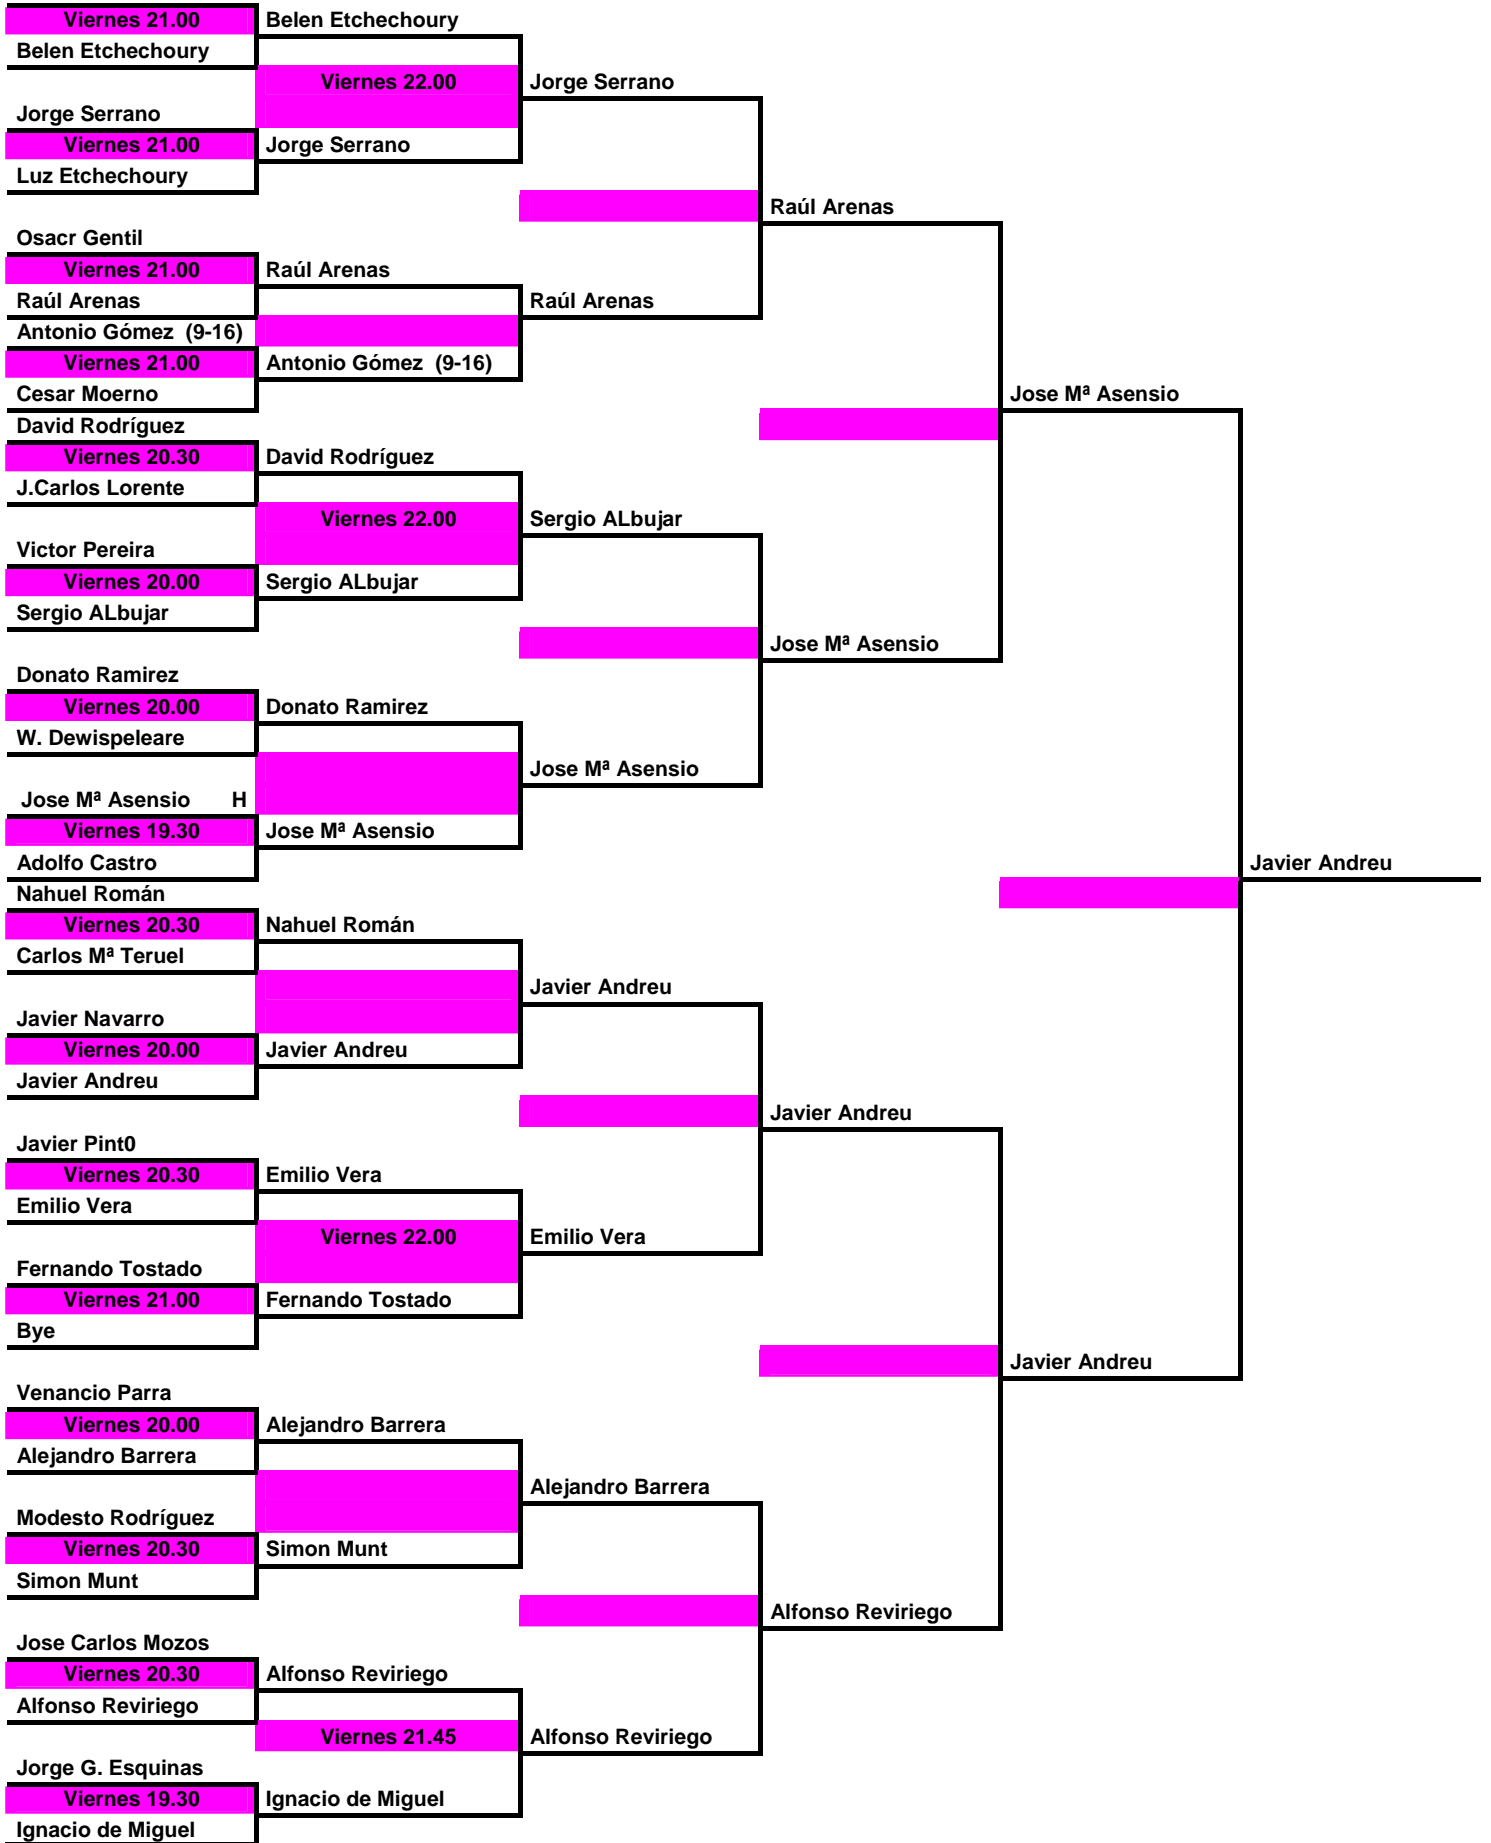 Viernes 21.00 Belen Etchechoury
Belen Etchechoury
Viernes 22.00 Jorge Serrano
Jorge Serrano
Viernes 21.00 Jorge Serrano
Luz Etchechoury
Raúl Arenas
Osacr Gentil
Viernes 21.00 Raúl Arenas
Raúl Arenas Raúl Arenas
Antonio Gómez (9-16)
Viernes 21.00 Antonio Gómez (9-16)
Cesar Moerno Jose Mª Asensio
David Rodríguez
Viernes 20.30 David Rodríguez
J.Carlos Lorente
Viernes 22.00 Sergio ALbujar
Victor Pereira
Viernes 20.00 Sergio ALbujar
Sergio ALbujar
Jose Mª Asensio
Donato Ramirez
Viernes 20.00 Donato Ramirez
W. Dewispeleare
Jose Mª Asensio
Jose Mª Asensio H
Viernes 19.30 Jose Mª Asensio
Adolfo Castro Javier Andreu
Nahuel Román
Viernes 20.30 Nahuel Román
Carlos Mª Teruel
Javier Andreu
Javier Navarro
Viernes 20.00 Javier Andreu
Javier Andreu
Javier Andreu
Javier Pint0
Viernes 20.30 Emilio Vera
Emilio Vera
Viernes 22.00 Emilio Vera
Fernando Tostado
Viernes 21.00 Fernando Tostado
Bye
Javier Andreu
Venancio Parra
Viernes 20.00 Alejandro Barrera
Alejandro Barrera
Alejandro Barrera
Modesto Rodríguez
Viernes 20.30 Simon Munt
Simon Munt
Alfonso Reviriego
Jose Carlos Mozos
Viernes 20.30 Alfonso Reviriego
Alfonso Reviriego
Viernes 21.45 Alfonso Reviriego
Jorge G. Esquinas
Viernes 19.30 Ignacio de Miguel
Ignacio de Miguel